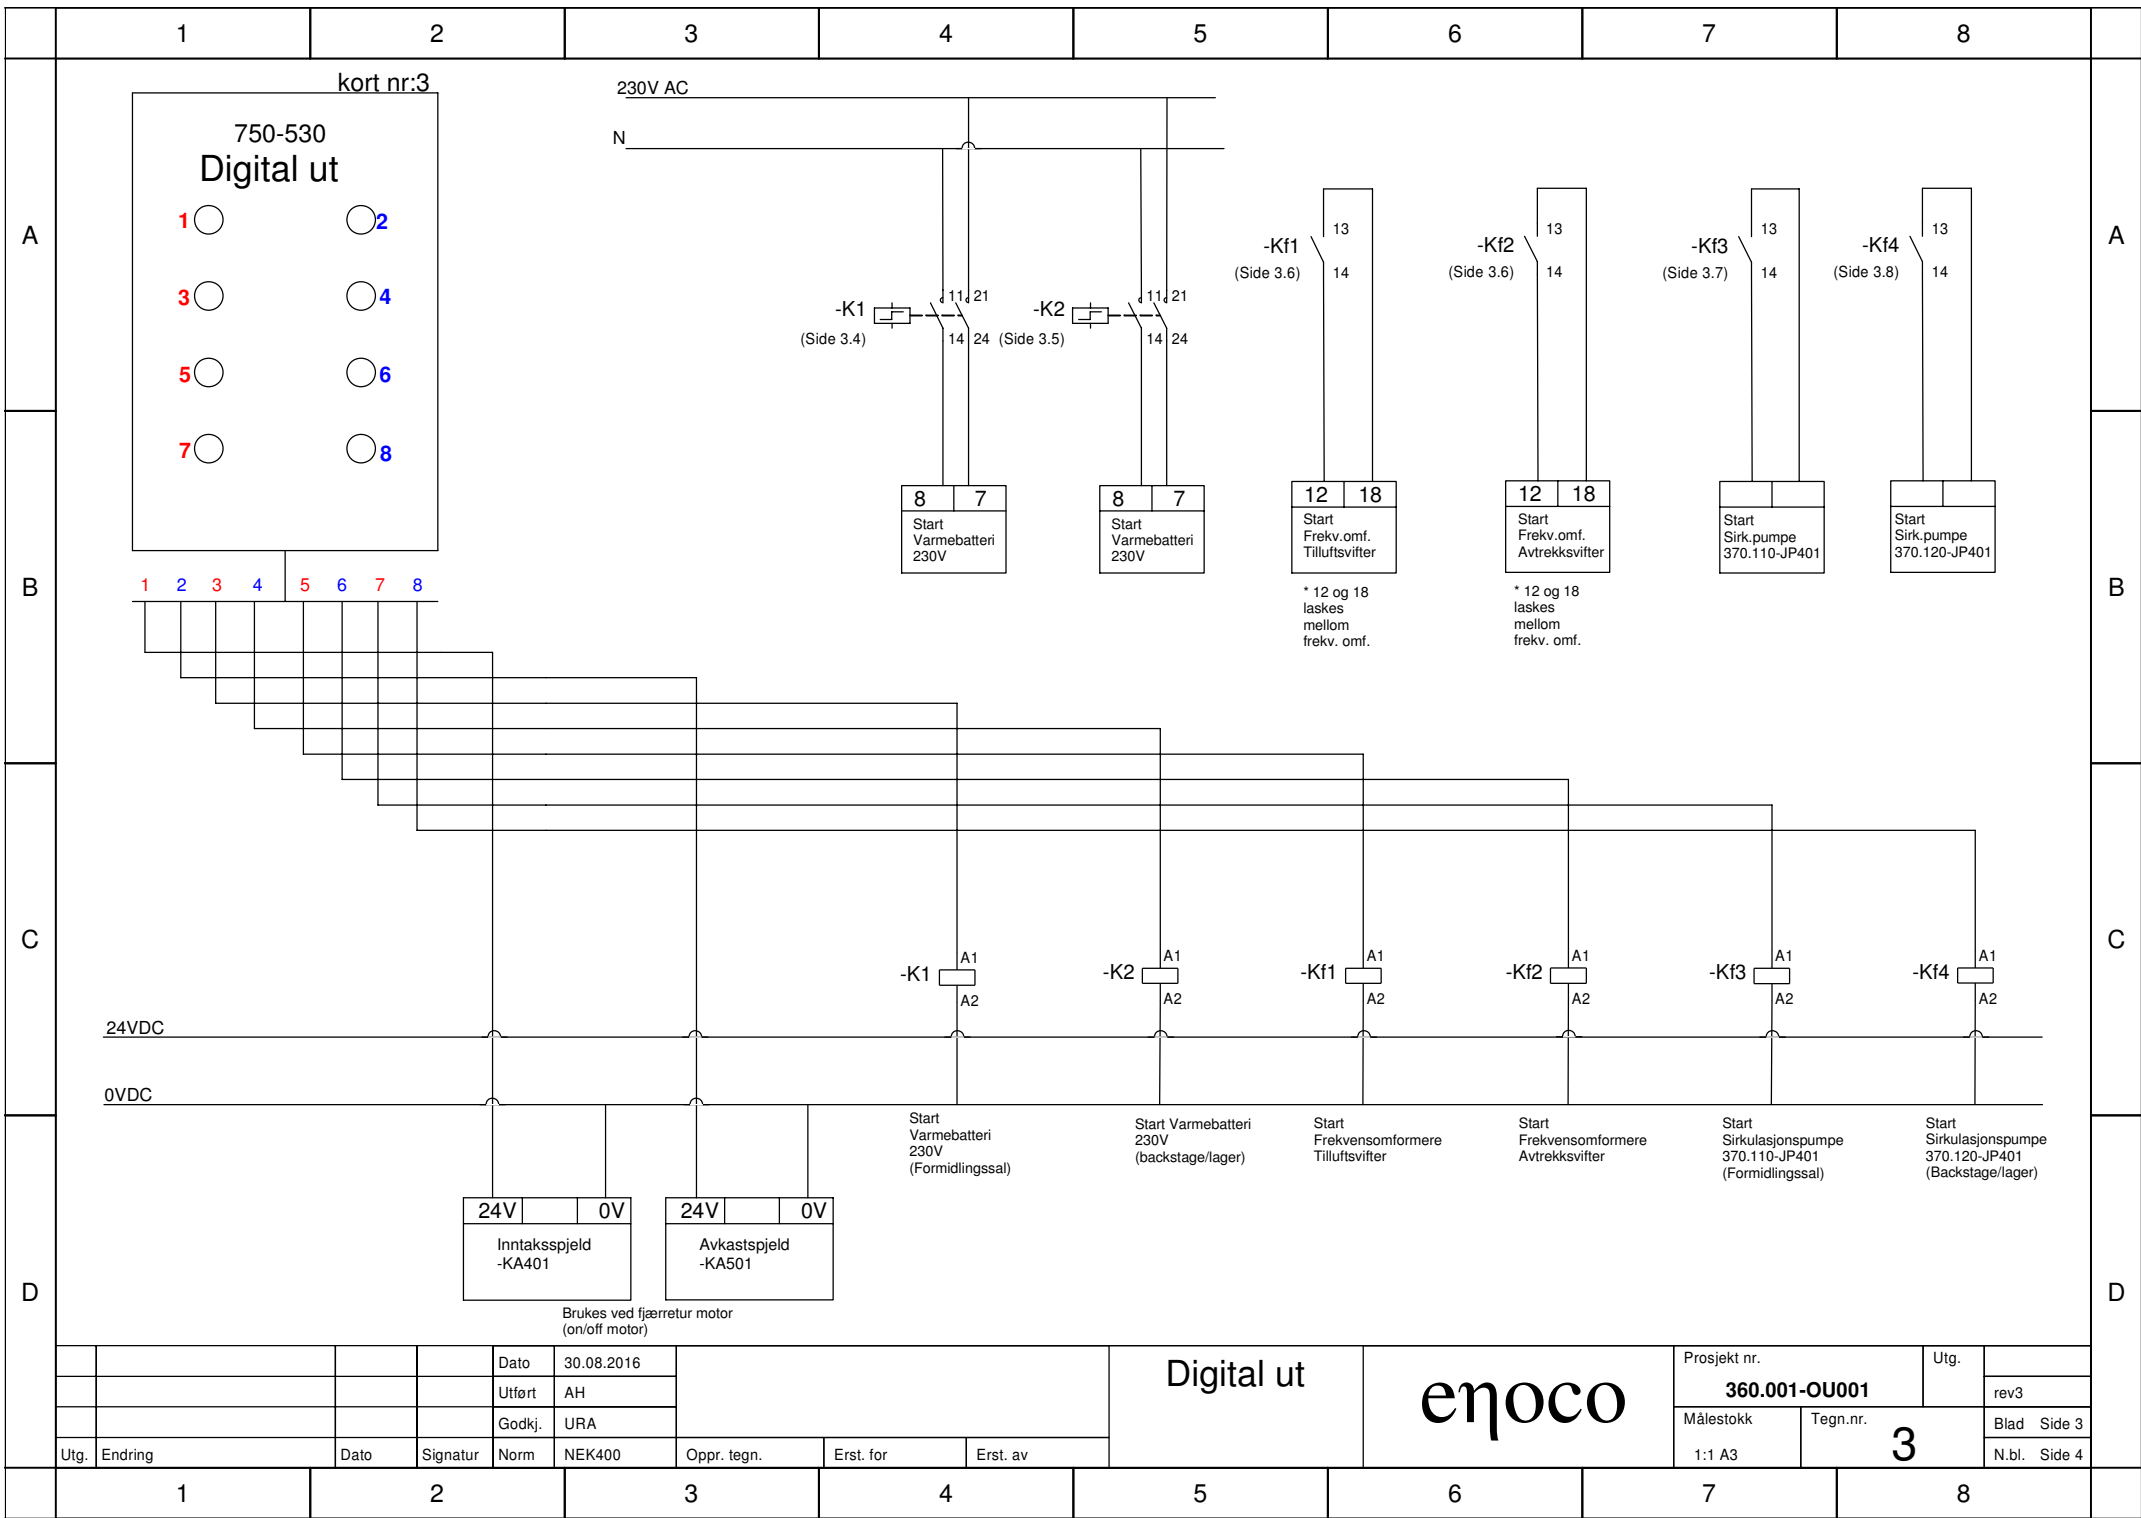 1 2 3 4 5 6 7 8
kort nr:3
750-530
Digital ut
1 2
3 4
5 6
7 8
1 2 3 4 5 6 7 8
230V AC
N
A
A
-K1
(Side 3.4)
11 21
14 24
-K2
(Side 3.5)
11 21
14 24
-Kf1
(Side 3.6)
13
14
-Kf2
(Side 3.6)
13
14
-Kf3
(Side 3.7)
13
14
-Kf4
(Side 3.8)
13
14
8 7
Start
Varmebatteri
230V
8 7
Start
Varmebatteri
230V
12 18
Start
Frekv.omf.
Tilluftsvifter
* 12 og 18
laskes
mellom
frekv. omf.
12 18
Start
Frekv.omf.
Avtrekksvifter
* 12 og 18
laskes
mellom
frekv. omf.
Start
Sirk.pumpe
370.110-JP401
Start
Sirk.pumpe
370.120-JP401
B
B
C
C
-K1
A1
A2
-K2
A1
A2
-Kf1
A1
A2
-Kf2
A1
A2
-Kf3
A1
A2
-Kf4
A1
A2
24VDC
0VDC
Start
Varmebatteri
230V
(Formidlingssal)
Start Varmebatteri
230V
(backstage/lager)
Start
Frekvensomformere
Tilluftsvifter
Start
Frekvensomformere
Avtrekksvifter
Start
Sirkulasjonspumpe
370.110-JP401
(Formidlingssal)
Start
Sirkulasjonspumpe
370.120-JP401
(Backstage/lager)
24V 0V
Inntaksspjeld
-KA401
24V 0V
Avkastspjeld
-KA501
Brukes ved fjærretur motor
(on/off motor)
D
D
Dato 30.08.2016
Utført AH
Godkj. URA
Utg. Endring Dato Signatur Norm NEK400 Oppr. tegn. Erst. for Erst. av
Digital ut
enoco
Prosjekt nr.
360.001-OU001
Utg.
rev3
Målestokk
1:1 A3
Tegn.nr.
3
Blad Side 3
N.bl. Side 4
1 2 3 4 5 6 7 8